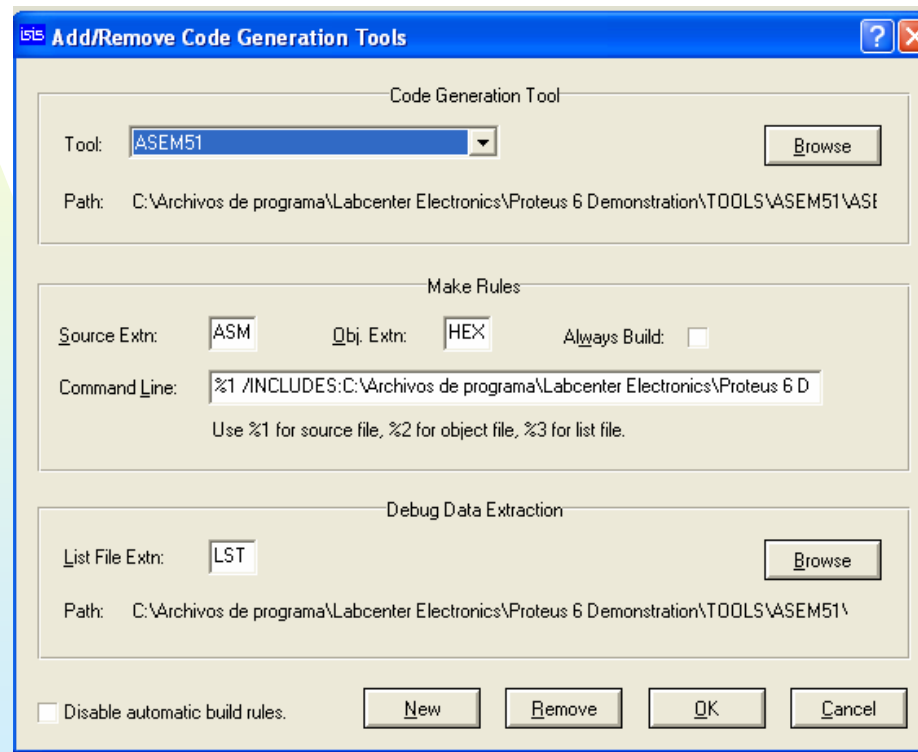 isis Add/Remove Code Generation Tools
Code Generation Tool
Tool: ASEM51 Browse
Path: C:\Archivos de programa\Labcenter Electronics\Proteus 6 Demonstration\TOOLS\ASEM51\ASE
Make Rules
Source Extn: ASM Obj. Extn: HEX Always Build:
Command Line: %1 /INCLUDES:C:\Archivos de programa\Labcenter Electronics\Proteus 6 D
Use %1 for source file, %2 for object file, %3 for list file.
Debug Data Extraction
List File Extn: LST Browse
Path: C:\Archivos de programa\Labcenter Electronics\Proteus 6 Demonstration\TOOLS\ASEM51\
Disable automatic build rules. New Remove OK Cancel